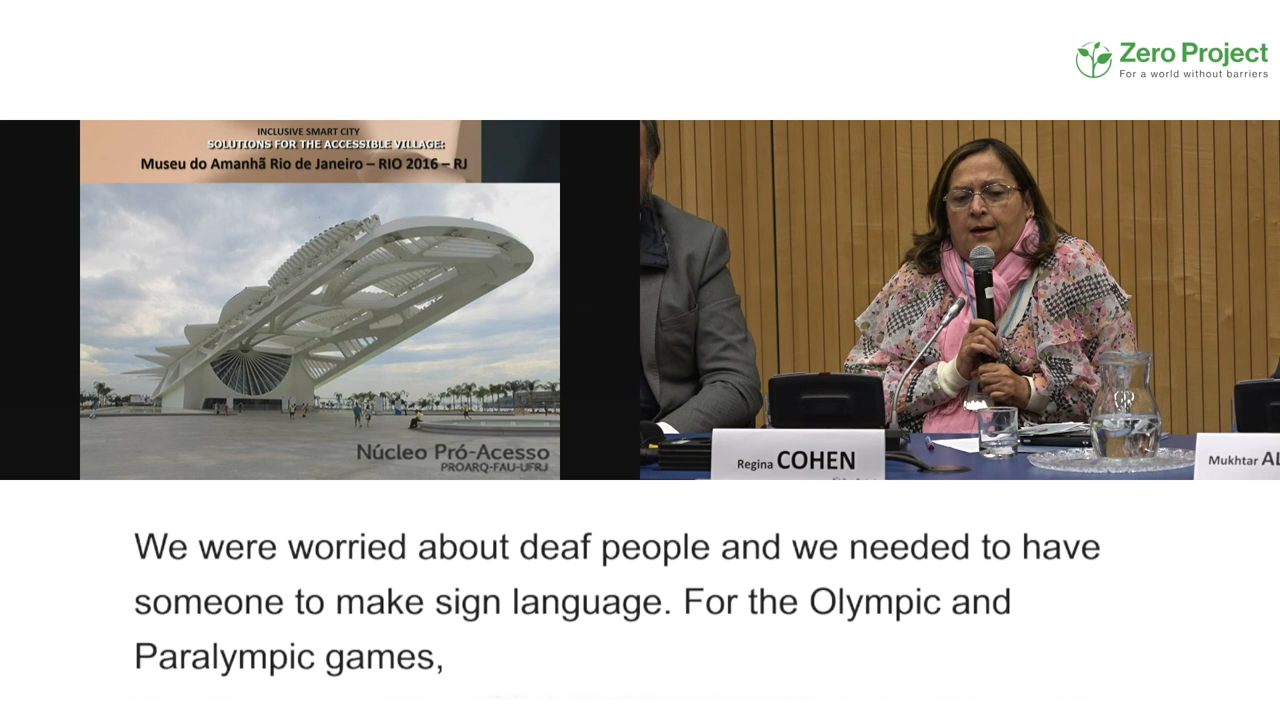 Zero Project
For a world without barriers
INCLUSIVE SMART CITY
SOLUTIONS FOR THE ACCESSIBLE VILLAGE:
Museu do Amanhã Rio de Janeiro – RIO 2016 – RJ
Núcleo Pró-Acesso
PROARQ-FAU-UFRJ
Regina COHEN
Mukhtar AL
We were worried about deaf people and we needed to have
someone to make sign language. For the Olympic and
Paralympic games,